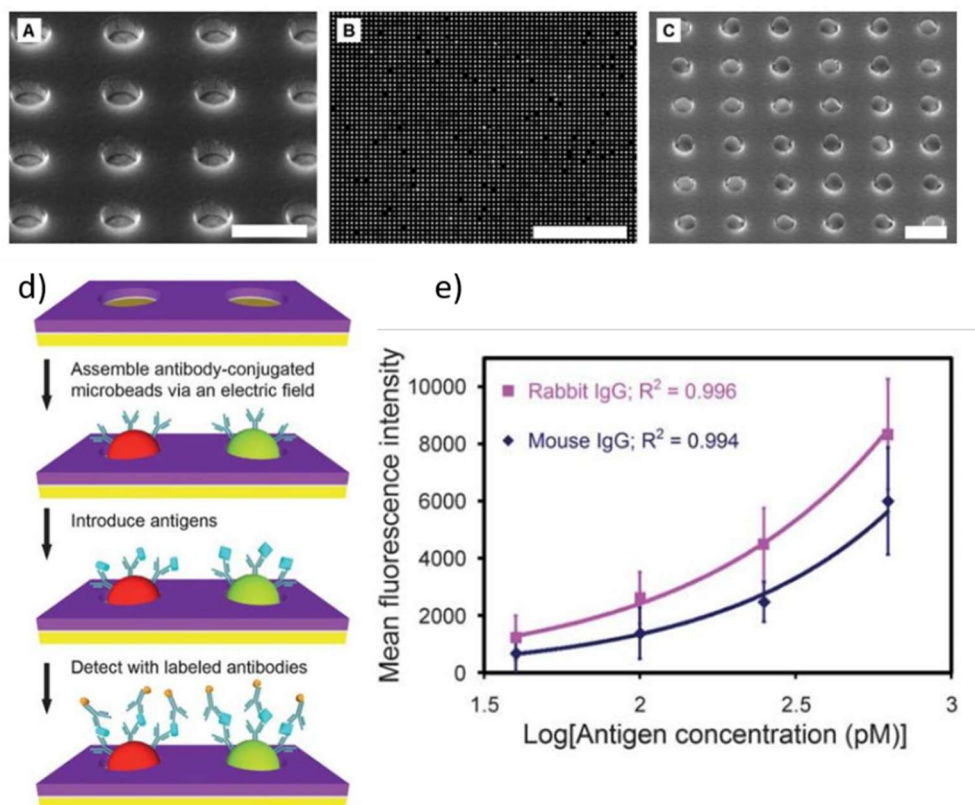 A
B
C
d)
Assemble antibody-conjugated
microbeads via an electric field
Introduce antigens
Detect with labeled antibodies
e)
Mean fluorescence intensity
10000
8000
6000
4000
2000
0
Rabbit IgG; R² = 0.996
Mouse IgG; R² = 0.994
1.5
2
2.5
3
Log[Antigen concentration (pM)]